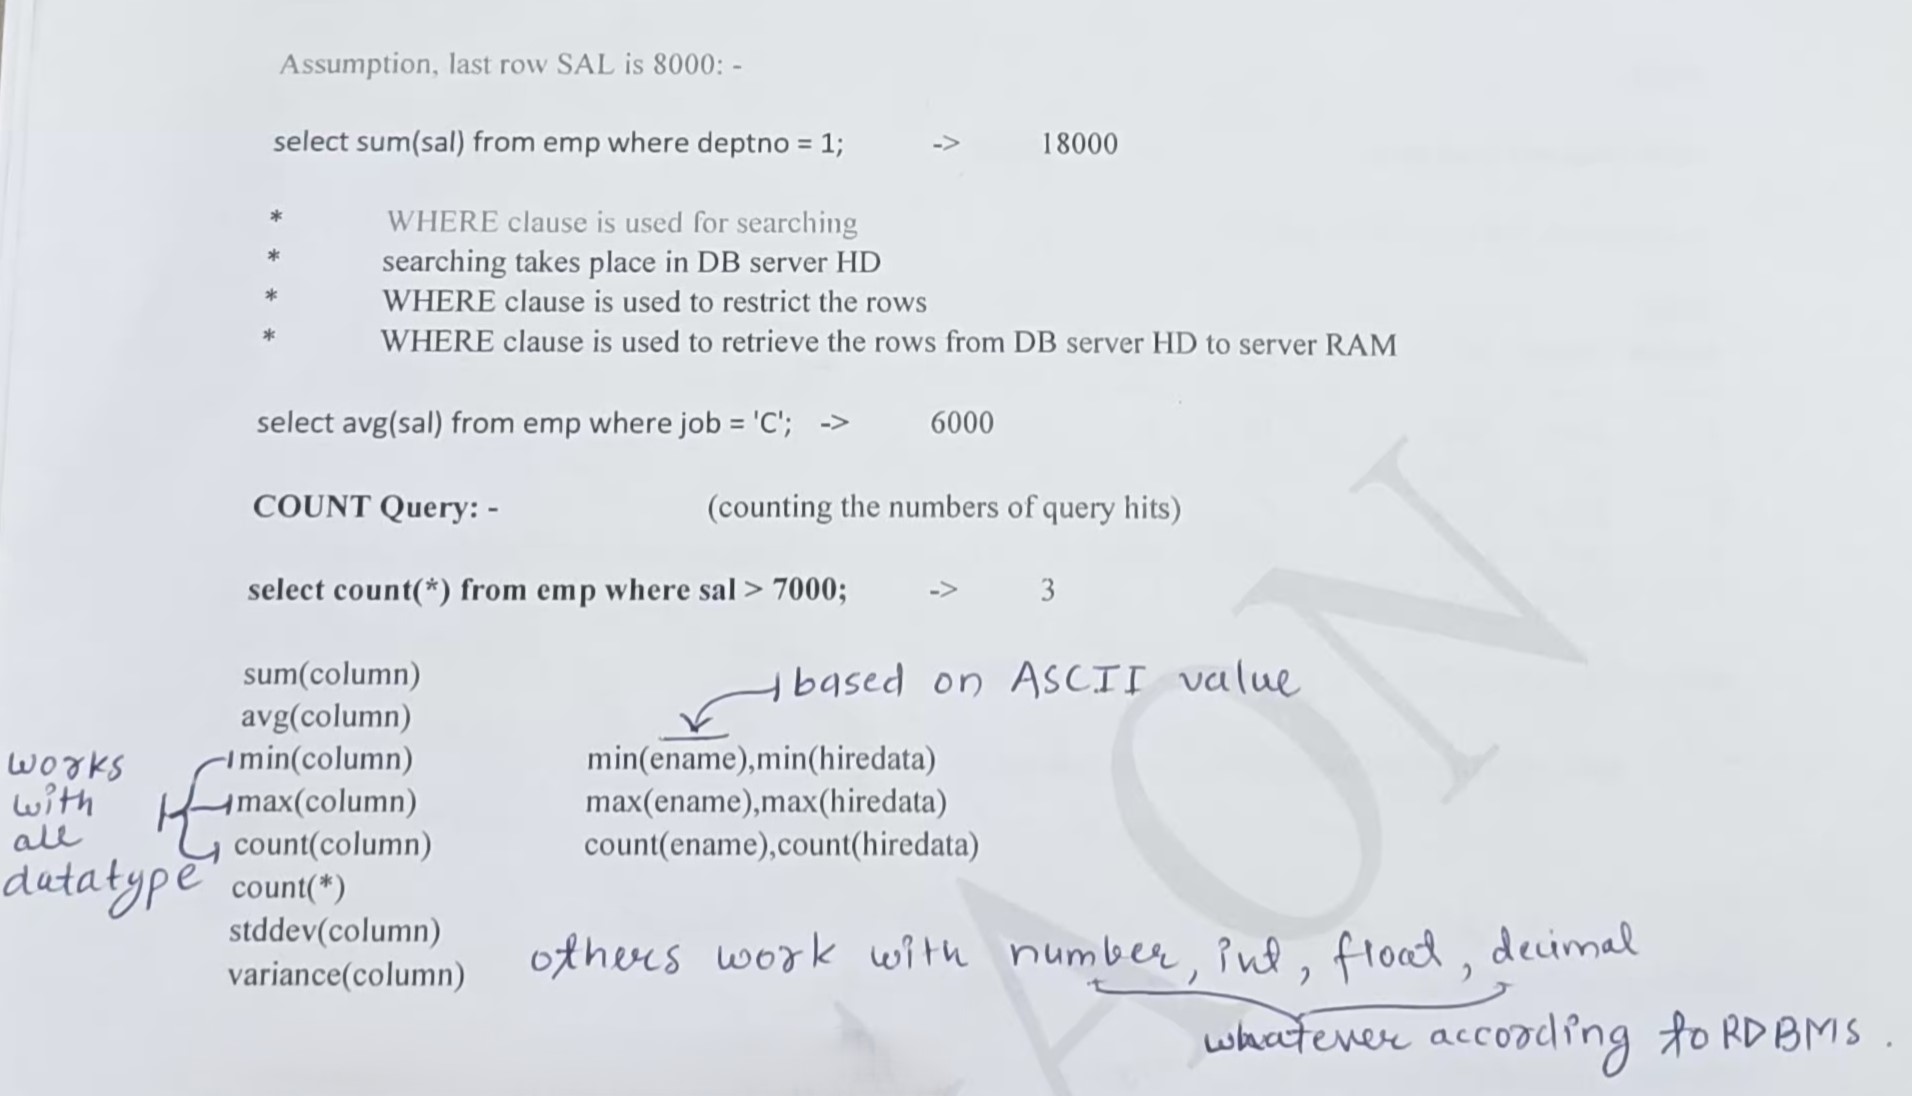 Assumption, last row SAL is 8000: -
select sum(sal) from emp where deptno = 1; -> 18000
* WHERE clause is used for searching
* searching takes place in DB server HD
* WHERE clause is used to restrict the rows
* WHERE clause is used to retrieve the rows from DB server HD to server RAM
select avg(sal) from emp where job = 'C'; -> 6000
COUNT Query: - (counting the numbers of query hits)
select count(*) from emp where sal > 7000; -> 3
sum(column)
based on ASCII value
avg(column)
min(column) min(ename),min(hiredata)
max(column) max(ename),max(hiredata)
count(column) count(ename),count(hiredata)
works
with
all
datatype
count(*)
stddev(column)
variance(column)
others work with number, int, float, decimal
whatever according to RDBMS.
AON